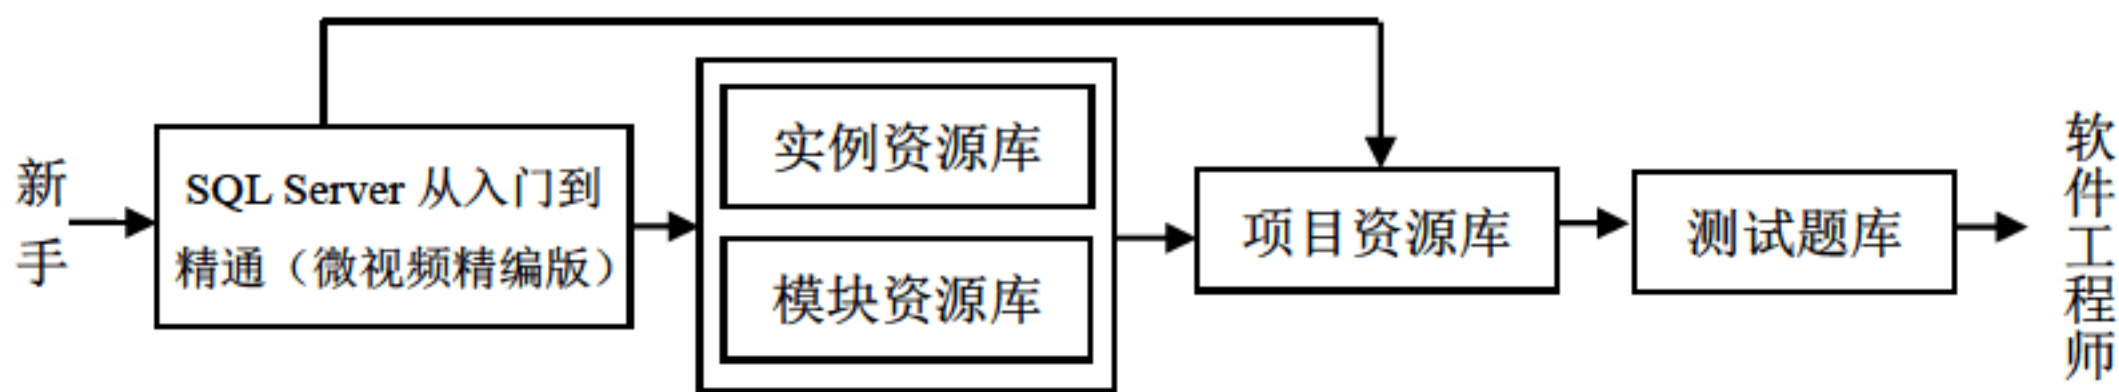 新手
SQL Server 从入门到
精通（微视频精编版）
实例资源库
模块资源库
项目资源库
测试题库
软件工程师